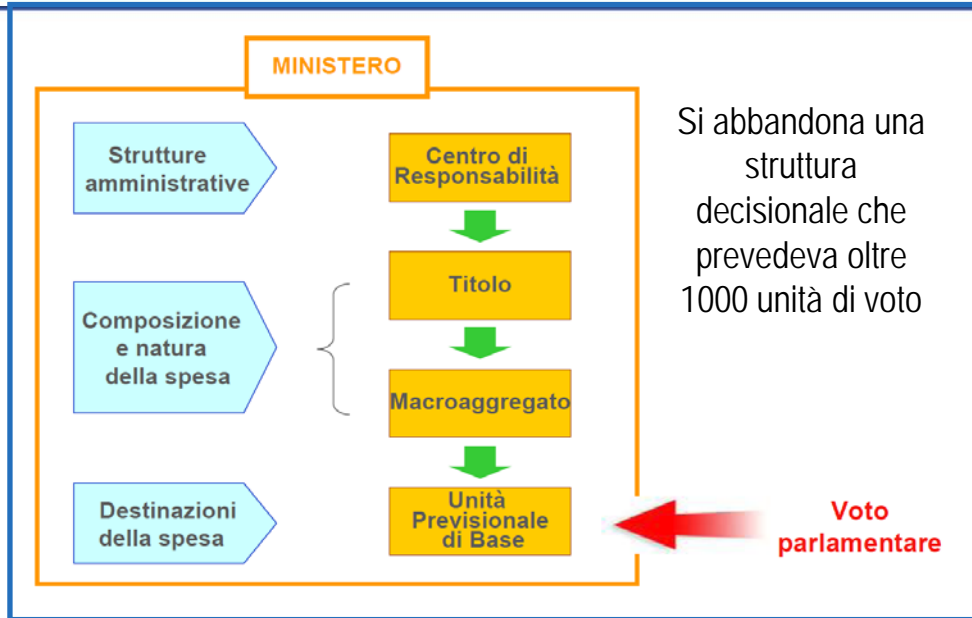 MINISTERO
Strutture
amministrative
Centro di
Responsabilità
Si abbandona una
struttura
decisionale che
prevedeva oltre
1000 unità di voto
Composizione
e natura
della spesa
Titolo
Macroaggregato
Destinazioni
della spesa
Unità
Previsionale
di Base
Voto
parlamentare